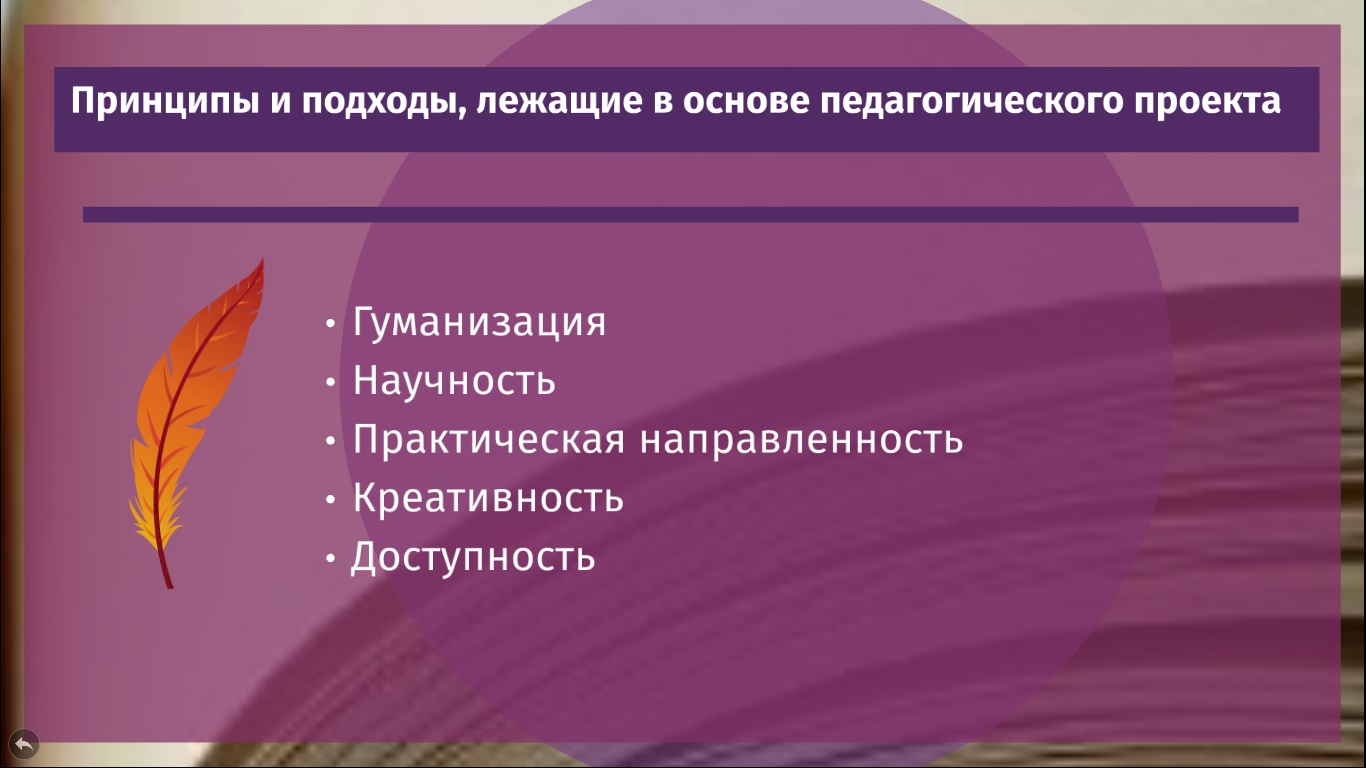 Принципы и подходы, лежащие в основе педагогического проекта
• Гуманизация
• Научность
• Практическая направленность
• Креативность
• Доступность